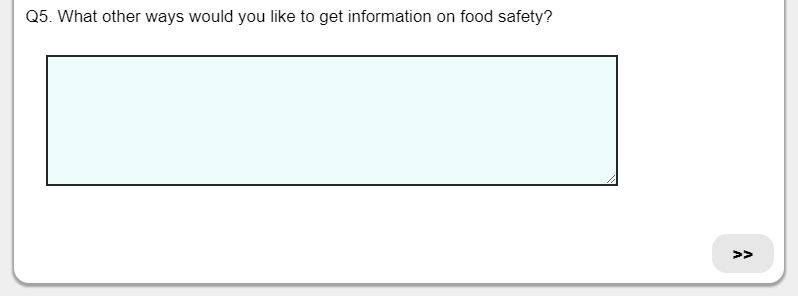 Q5. What other ways would you like to get information on food safety?
>>